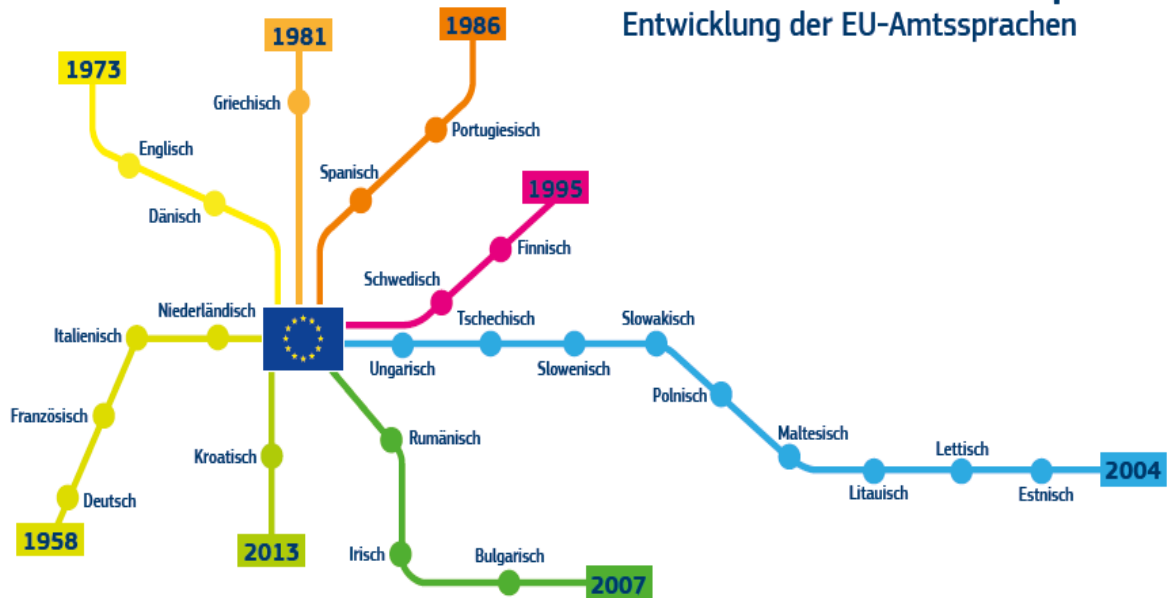 Entwicklung der EU-Amtssprachen
1986
1981
1973
Griechisch
Portugiesisch
Englisch
Spanisch
1995
Dänisch
Finnisch
Schwedisch
Niederländisch
Italienisch
Tschechisch
Slowakisch
Ungarisch
Slowenisch
Polnisch
Französisch
Maltesisch
Rumänisch
Kroatisch
Lettisch
2004
Deutsch
Litauisch
Estnisch
1958
2013
Irisch
Bulgarisch
2007